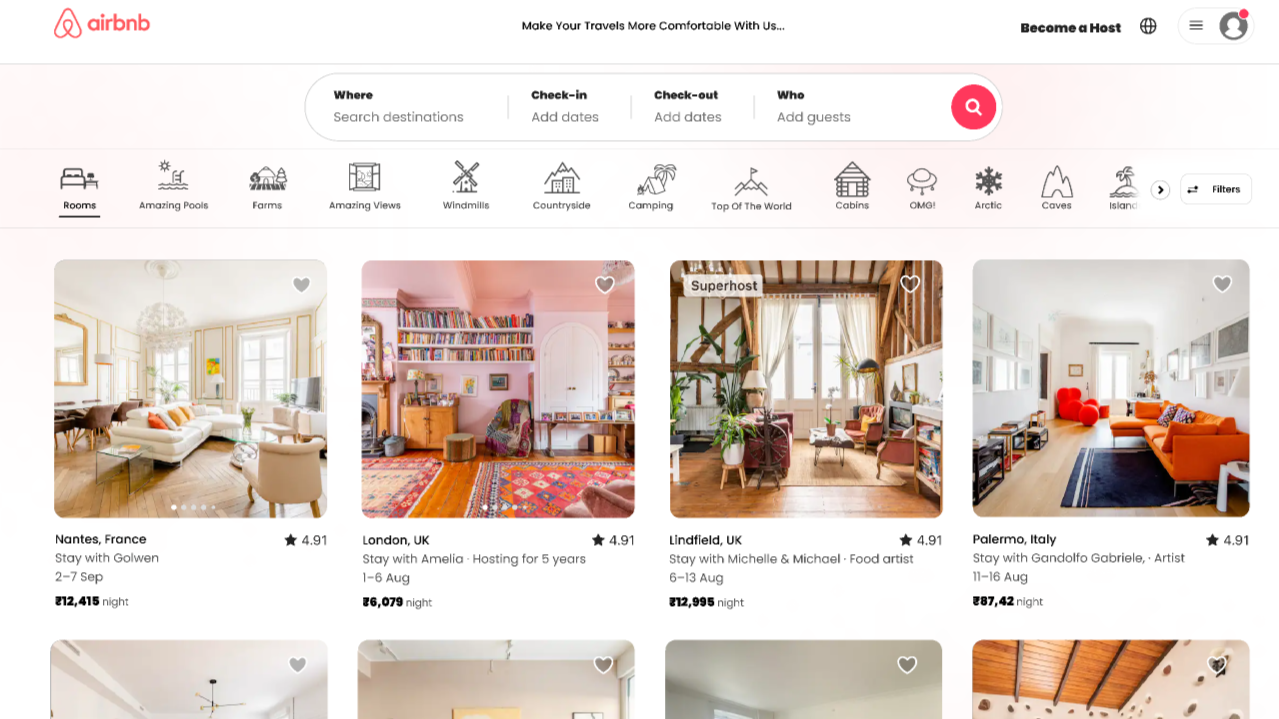 airbnb
Make Your Travels More Comfortable With Us...
Become a Host
Where
Search destinations
Check-in
Add dates
Check-out
Add dates
Who
Add guests
Rooms
Amazing Pools
Farms
Amazing Views
Windmills
Countryside
Camping
Top Of The World
Cabins
OMG!
Arctic
Caves
Island
Filters
Superhost
Nantes, France
4.91
Stay with Golwen
2–7 Sep
₹12,415 night
London, UK
4.91
Stay with Amelia · Hosting for 5 years
1–6 Aug
₹6,079 night
Lindfield, UK
4.91
Stay with Michelle & Michael · Food artist
6–13 Aug
₹12,995 night
Palermo, Italy
4.91
Stay with Gandolfo Gabriele, · Artist
11–16 Aug
₹87,42 night